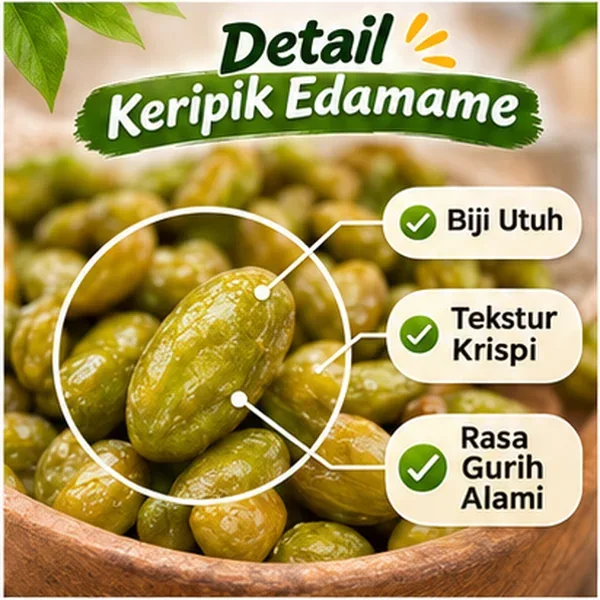 Detail
Keripik Edamame
Biji Utuh
Tekstur
Krispi
Rasa
Gurih
Alami